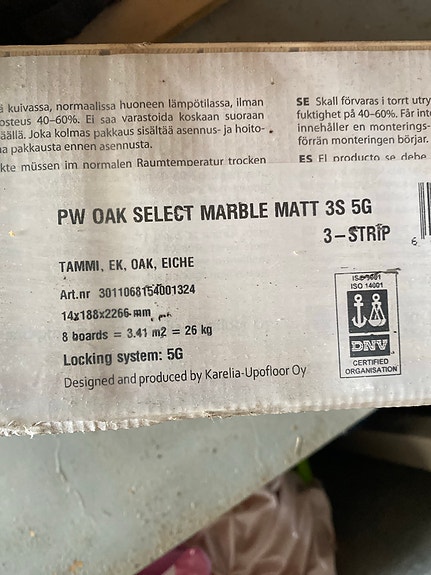 kuivassa, normaalissa huoneen lämpötilassa, ilman
osteus 40–60%. Ei saa varastoida koskaan suoraan
äällä. Joka kolmas pakkaus sisältää asennus- ja hoito-
a pakkausta ennen asennusta.
kte müssen im normalen Raumtemperatur trocken
SE Skall förvaras i torrt utry
fuktighet på 40–60%. Får int
innehåller en monterings-
förrän monteringen börjar.
ES El producto se debe
PW OAK SELECT MARBLE MATT 3S 5G
3-STRIP
TAMMI, EK, OAK, EICHE
Art.nr 3011068154001324
14x188x2266 mm
8 boards = 3.41 m2 = 26 kg
Locking system: 5G
Designed and produced by Karelia-Upofloor Oy
6
ISO 9001
ISO 14001
DNV
CERTIFIED
ORGANISATION